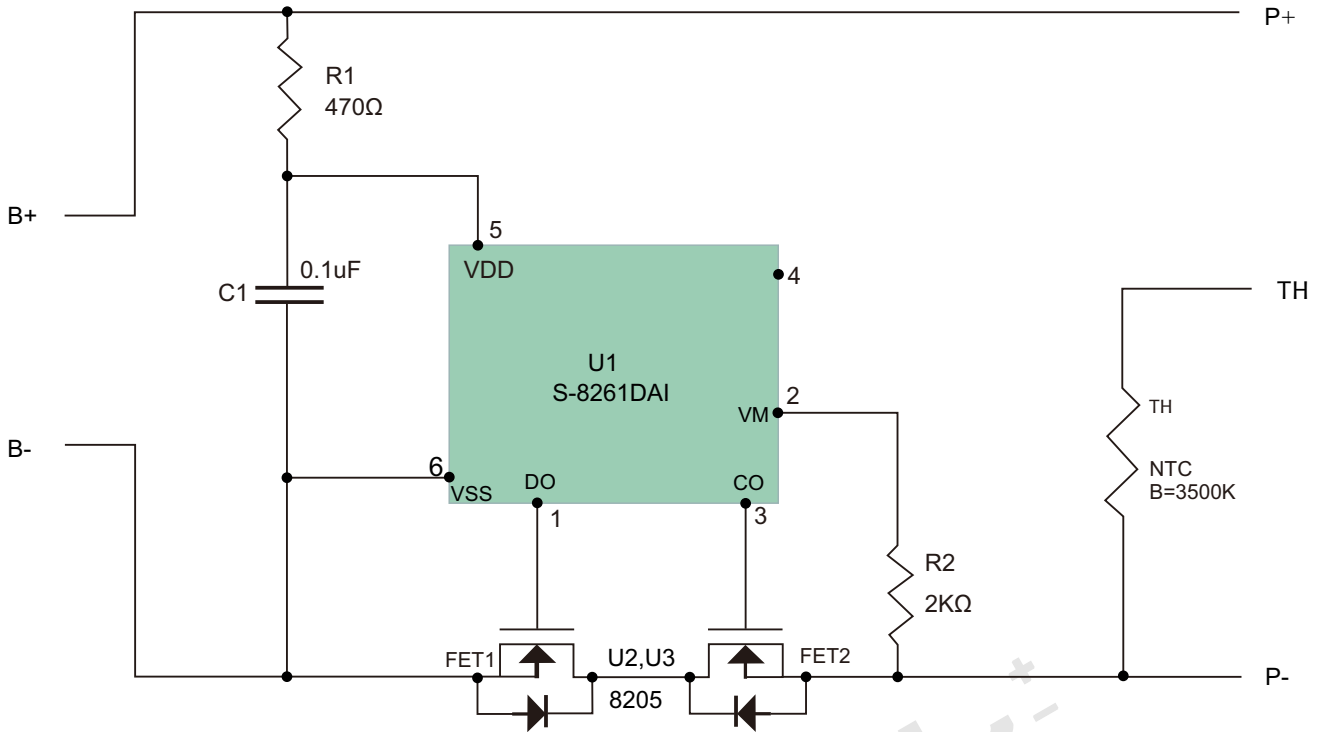 P+
R1
470Ω
B+
5
VDD
4
0.1uF
C1
TH
U1
S-8261DAI
2
VM
TH
B-
6
VSS
DO
CO
NTC
B=3500K
1
3
R2
2KΩ
FET1
U2,U3
FET2
8205
P-